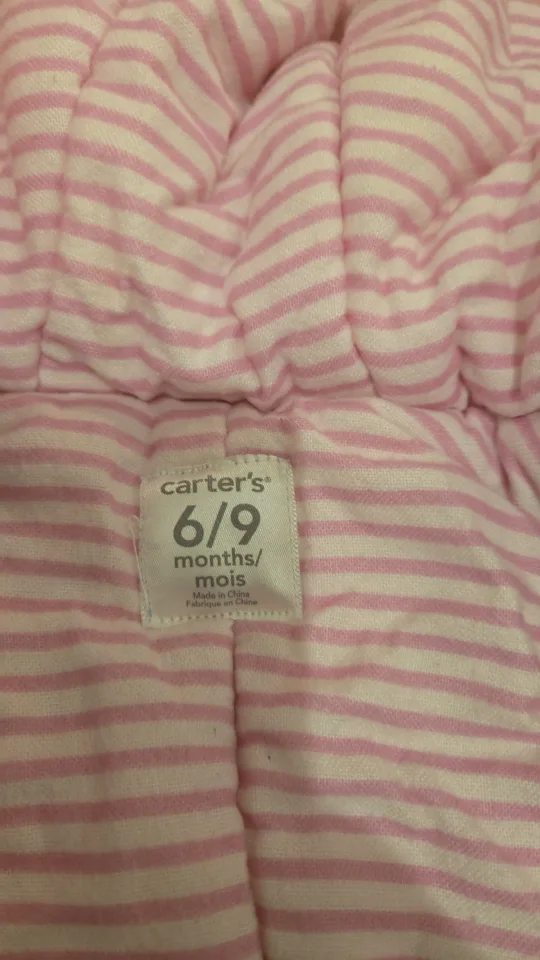 carter's®
6/9
months/
mois
Made in China
Fabriqué en Chine